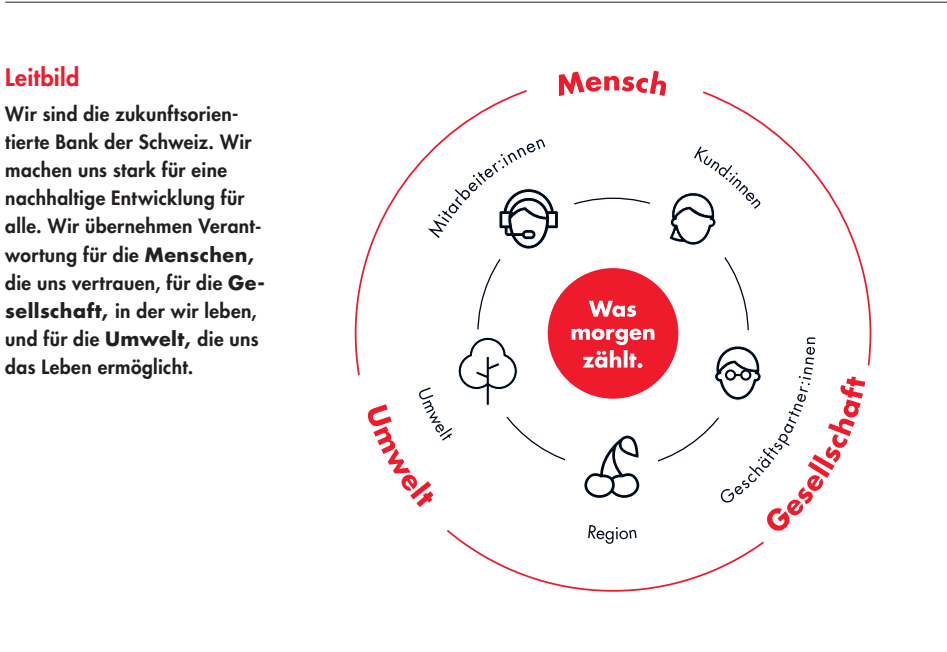 Leitbild
Wir sind die zukunftsorien-
tierte Bank der Schweiz. Wir
machen uns stark für eine
nachhaltige Entwicklung für
alle. Wir übernehmen Verant-
wortung für die Menschen,
die uns vertrauen, für die Ge-
sellschaft, in der wir leben,
und für die Umwelt, die uns
das Leben ermöglicht.
Mensch
Mitarbeiter:innen
Kund:innen
Was
morgen
zählt.
Umwelt
Geschäftspartner:innen
Umwelt
Gesellschaft
Region